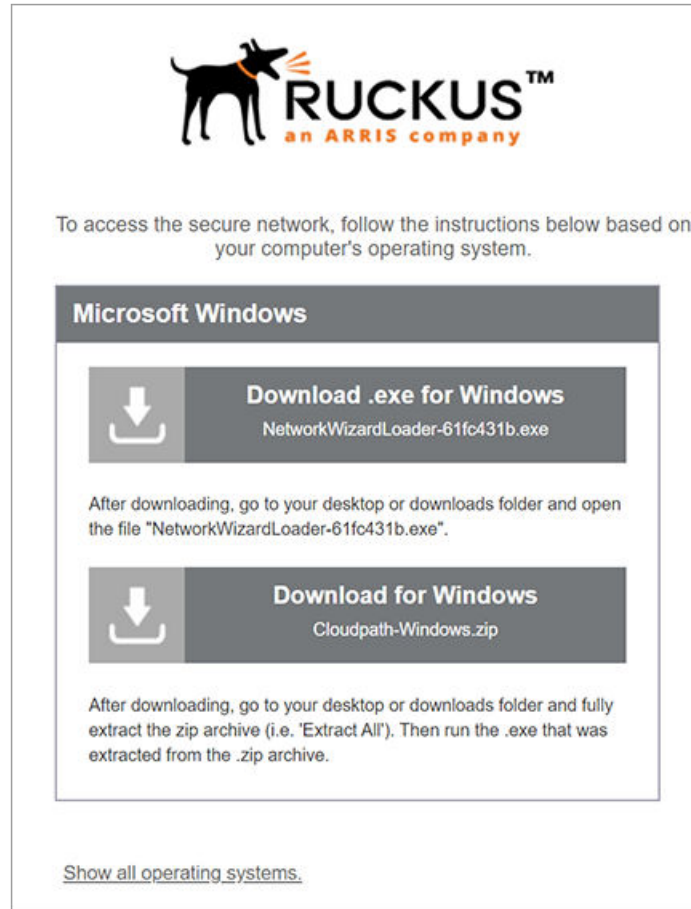 RUCKUS™
an ARRIS company
To access the secure network, follow the instructions below based on
your computer's operating system.
Microsoft Windows
Download .exe for Windows
NetworkWizardLoader-61fc431b.exe
After downloading, go to your desktop or downloads folder and open
the file "NetworkWizardLoader-61fc431b.exe".
Download for Windows
Cloudpath-Windows.zip
After downloading, go to your desktop or downloads folder and fully
extract the zip archive (i.e. 'Extract All'). Then run the .exe that was
extracted from the .zip archive.
Show all operating systems.